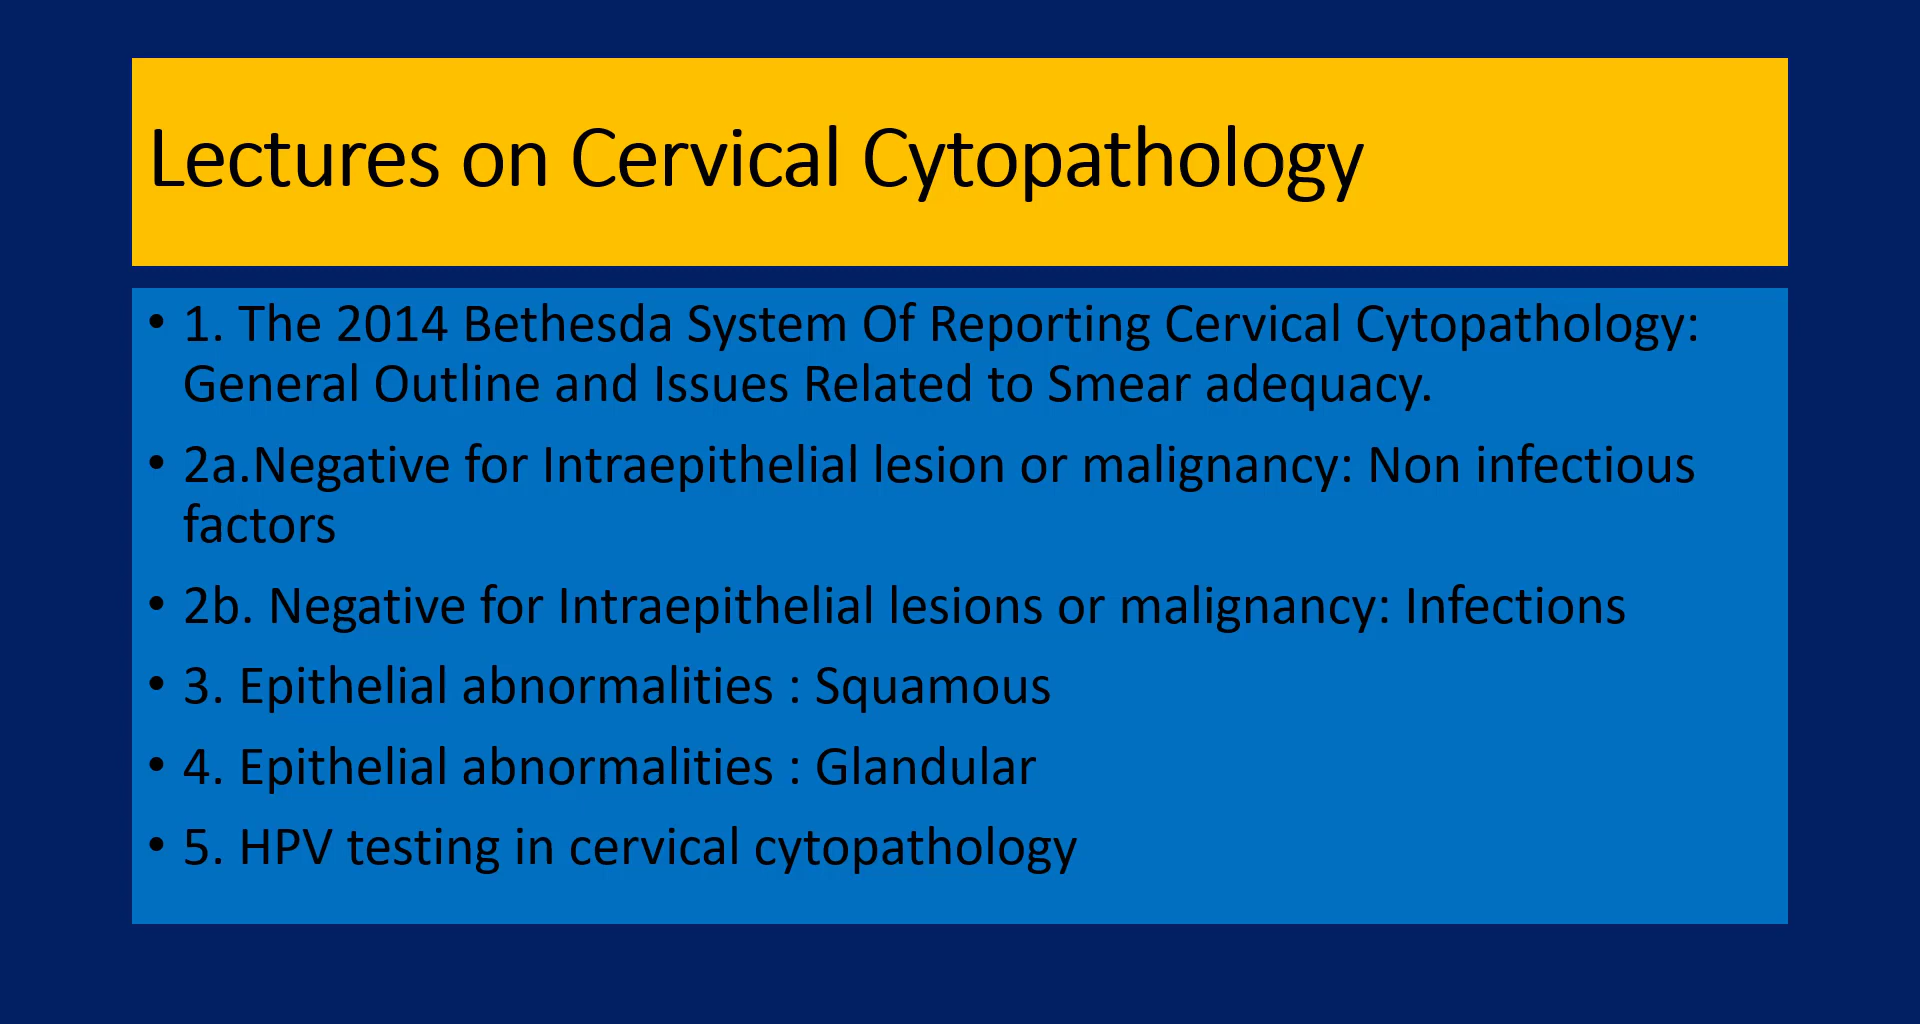 Lectures on Cervical Cytopathology
• 1. The 2014 Bethesda System Of Reporting Cervical Cytopathology:
General Outline and Issues Related to Smear adequacy.
• 2a.Negative for Intraepithelial lesion or malignancy: Non infectious
factors
• 2b. Negative for Intraepithelial lesions or malignancy: Infections
• 3. Epithelial abnormalities : Squamous
• 4. Epithelial abnormalities : Glandular
• 5. HPV testing in cervical cytopathology